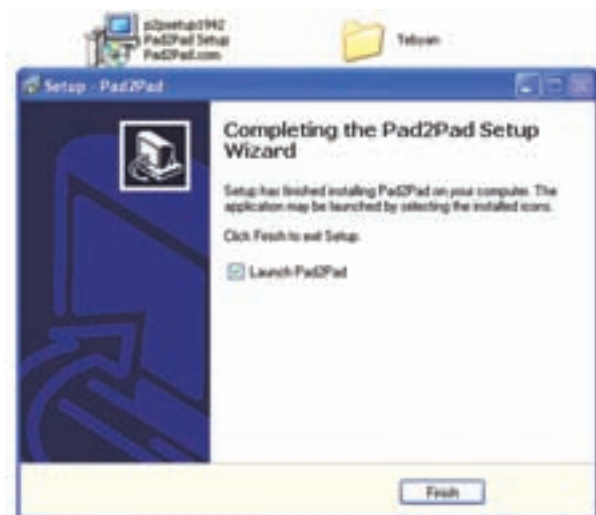 p2psetup1942
Pad2Pad Setup
Pad2Pad.com
Tebyan
Setup - Pad2Pad
Completing the Pad2Pad Setup
Wizard
Setup has finished installing Pad2Pad on your computer. The
application may be launched by selecting the installed icons.
Click Finish to exit Setup.
Launch Pad2Pad
Finish